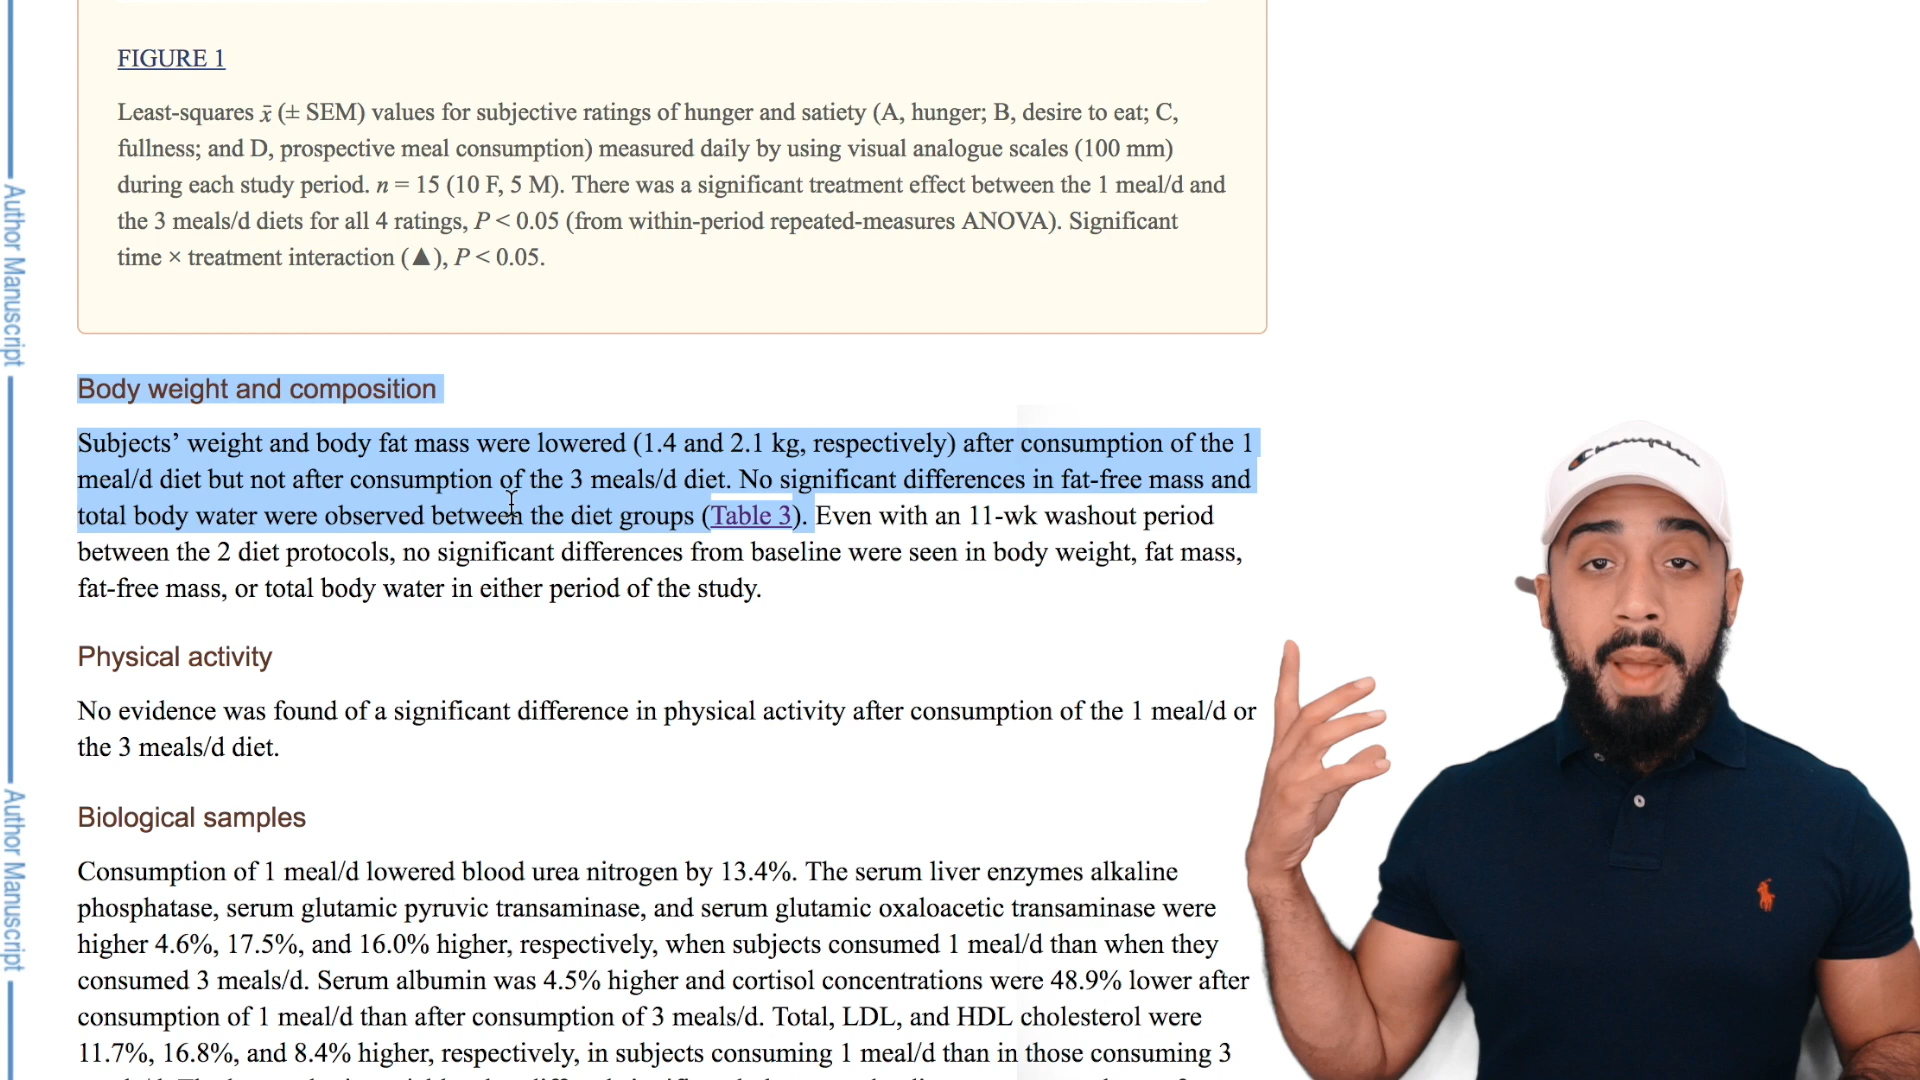 FIGURE 1
Least-squares x̄ (± SEM) values for subjective ratings of hunger and satiety (A, hunger; B, desire to eat; C,
fullness; and D, prospective meal consumption) measured daily by using visual analogue scales (100 mm)
during each study period. n = 15 (10 F, 5 M). There was a significant treatment effect between the 1 meal/d and
the 3 meals/d diets for all 4 ratings, P < 0.05 (from within-period repeated-measures ANOVA). Significant
time × treatment interaction (▲), P < 0.05.
Body weight and composition
Subjects’ weight and body fat mass were lowered (1.4 and 2.1 kg, respectively) after consumption of the 1
meal/d diet but not after consumption of the 3 meals/d diet. No significant differences in fat-free mass and
total body water were observed between the diet groups (Table 3). Even with an 11-wk washout period
between the 2 diet protocols, no significant differences from baseline were seen in body weight, fat mass,
fat-free mass, or total body water in either period of the study.
Physical activity
No evidence was found of a significant difference in physical activity after consumption of the 1 meal/d or
the 3 meals/d diet.
Biological samples
Consumption of 1 meal/d lowered blood urea nitrogen by 13.4%. The serum liver enzymes alkaline
phosphatase, serum glutamic pyruvic transaminase, and serum glutamic oxaloacetic transaminase were
higher 4.6%, 17.5%, and 16.0% higher, respectively, when subjects consumed 1 meal/d than when they
consumed 3 meals/d. Serum albumin was 4.5% higher and cortisol concentrations were 48.9% lower after
consumption of 1 meal/d than after consumption of 3 meals/d. Total, LDL, and HDL cholesterol were
11.7%, 16.8%, and 8.4% higher, respectively, in subjects consuming 1 meal/d than in those consuming 3
Author Manuscript
Author Manuscript
Champion